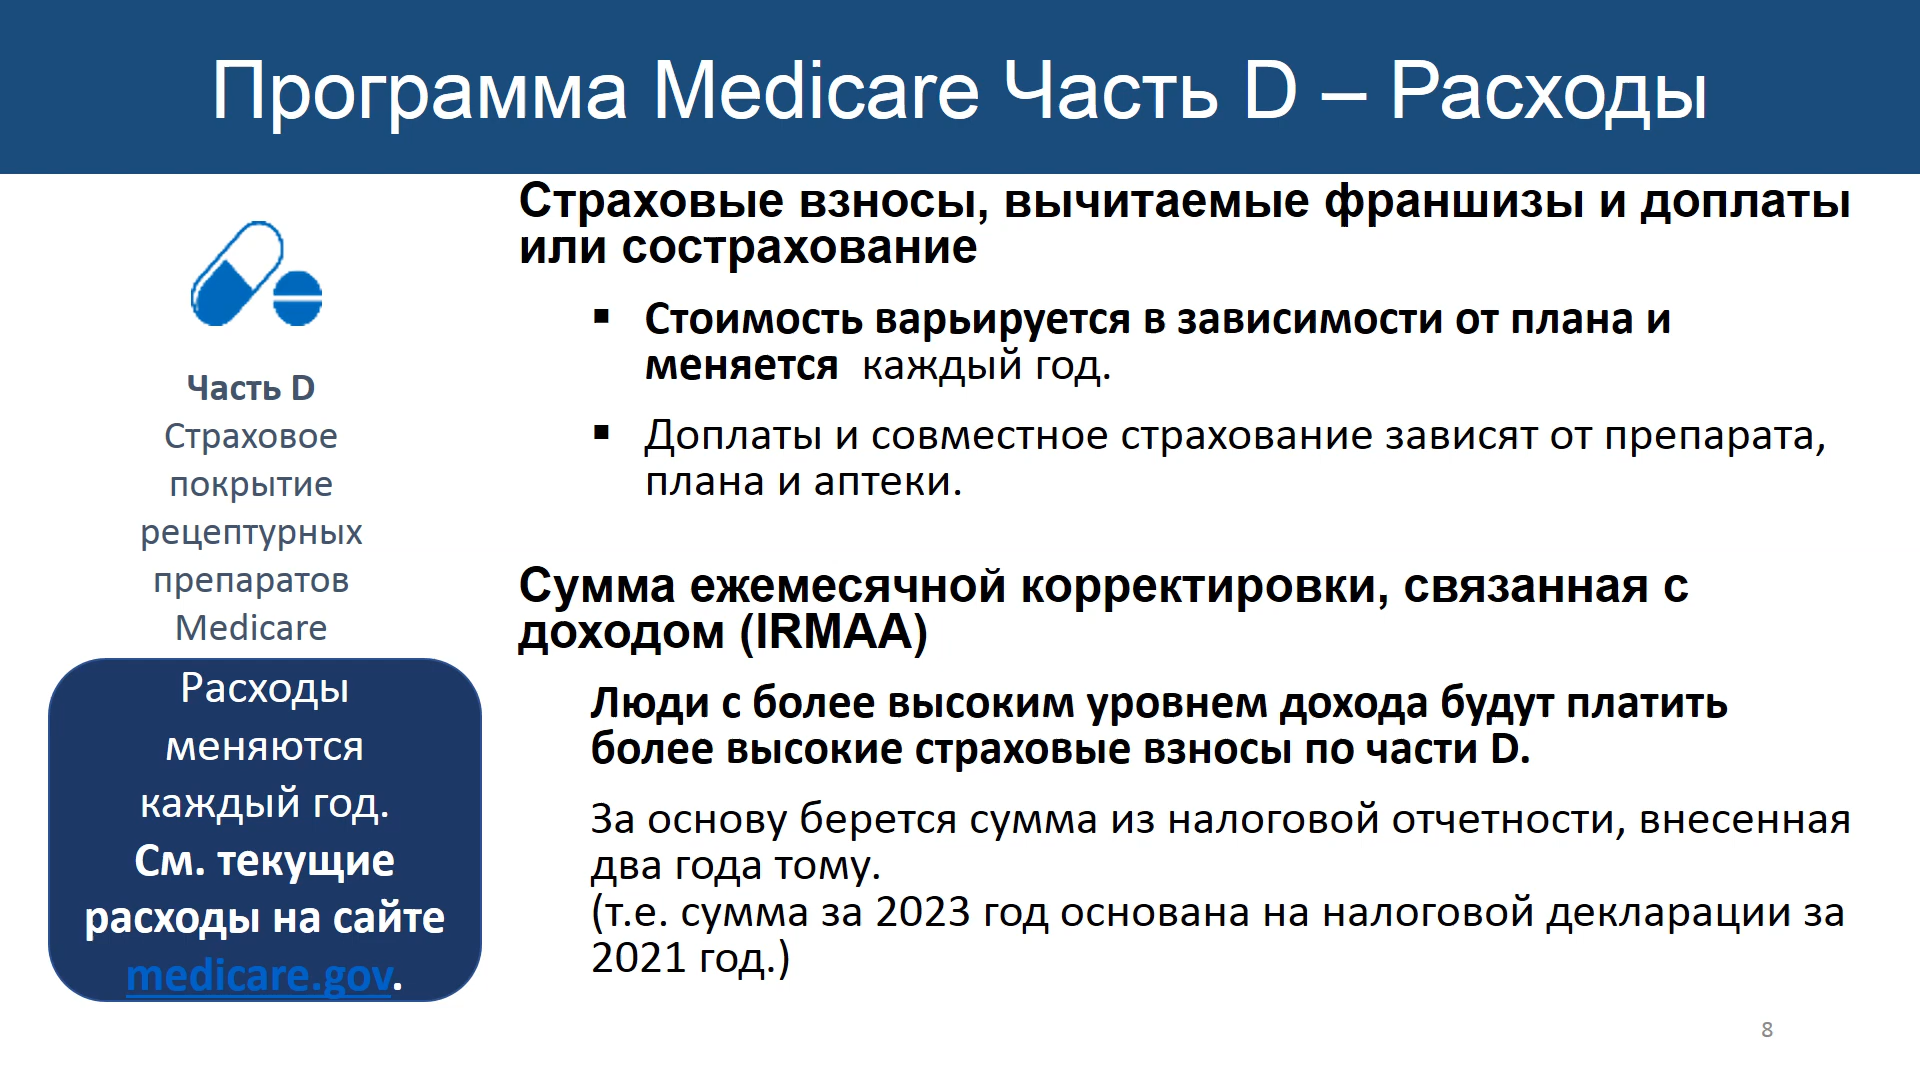 Программа Medicare Часть D – Расходы
Часть D
Страховое
покрытие
рецептурных
препаратов
Medicare
Расходы
меняются
каждый год.
См. текущие
расходы на сайте
medicare.gov.
Страховые взносы, вычитаемые франшизы и доплаты
или сострахование
▪ Стоимость варьируется в зависимости от плана и
меняется каждый год.
▪ Доплаты и совместное страхование зависят от препарата,
плана и аптеки.
Сумма ежемесячной корректировки, связанная с
доходом (IRMAA)
Люди с более высоким уровнем дохода будут платить
более высокие страховые взносы по части D.
За основу берется сумма из налоговой отчетности, внесенная
два года тому.
(т.е. сумма за 2023 год основана на налоговой декларации за
2021 год.)
8